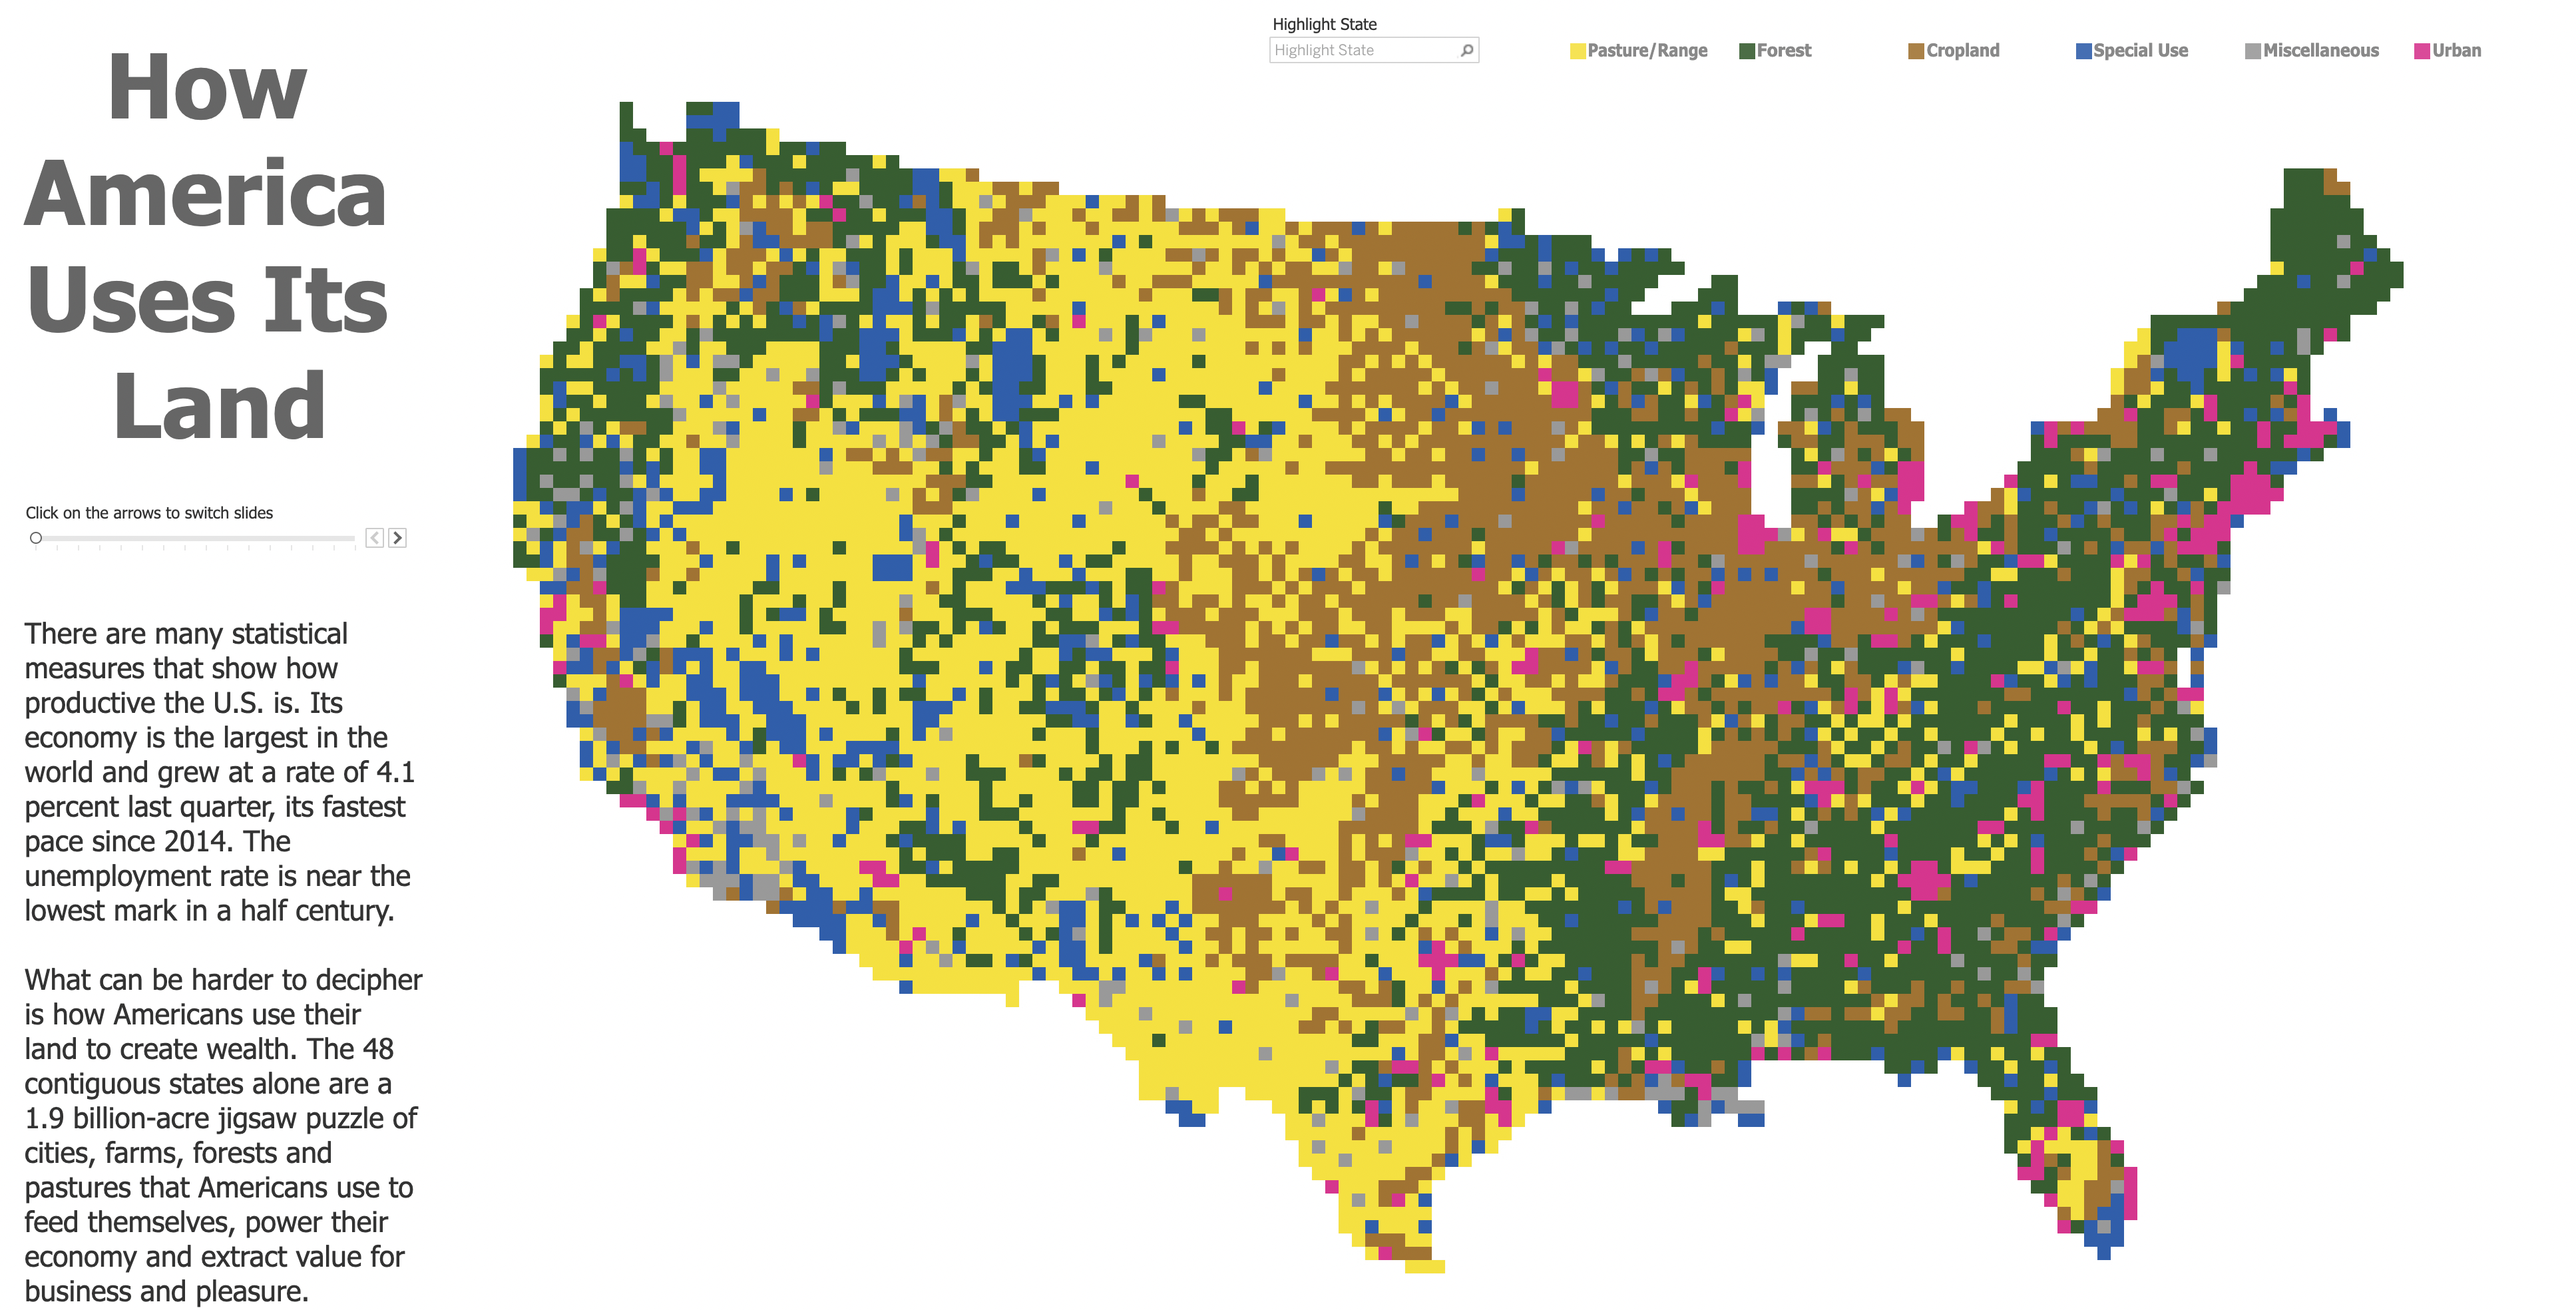 How
America
Uses Its
Land
Highlight State
Highlight State
Pasture/Range
Forest
Cropland
Special Use
Miscellaneous
Urban
Click on the arrows to switch slides
There are many statistical
measures that show how
productive the U.S. is. Its
economy is the largest in the
world and grew at a rate of 4.1
percent last quarter, its fastest
pace since 2014. The
unemployment rate is near the
lowest mark in a half century.
What can be harder to decipher
is how Americans use their
land to create wealth. The 48
contiguous states alone are a
1.9 billion-acre jigsaw puzzle of
cities, farms, forests and
pastures that Americans use to
feed themselves, power their
economy and extract value for
business and pleasure.